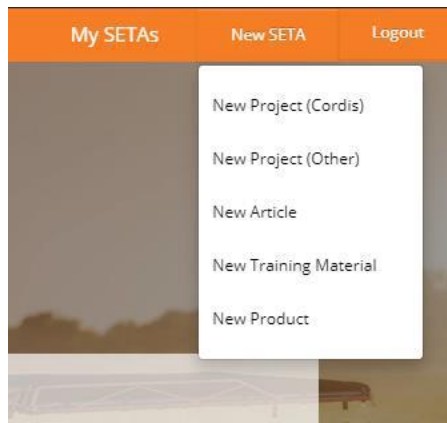 My SETAs
New SETA
Logout
New Project (Cordis)
New Project (Other)
New Article
New Training Material
New Product